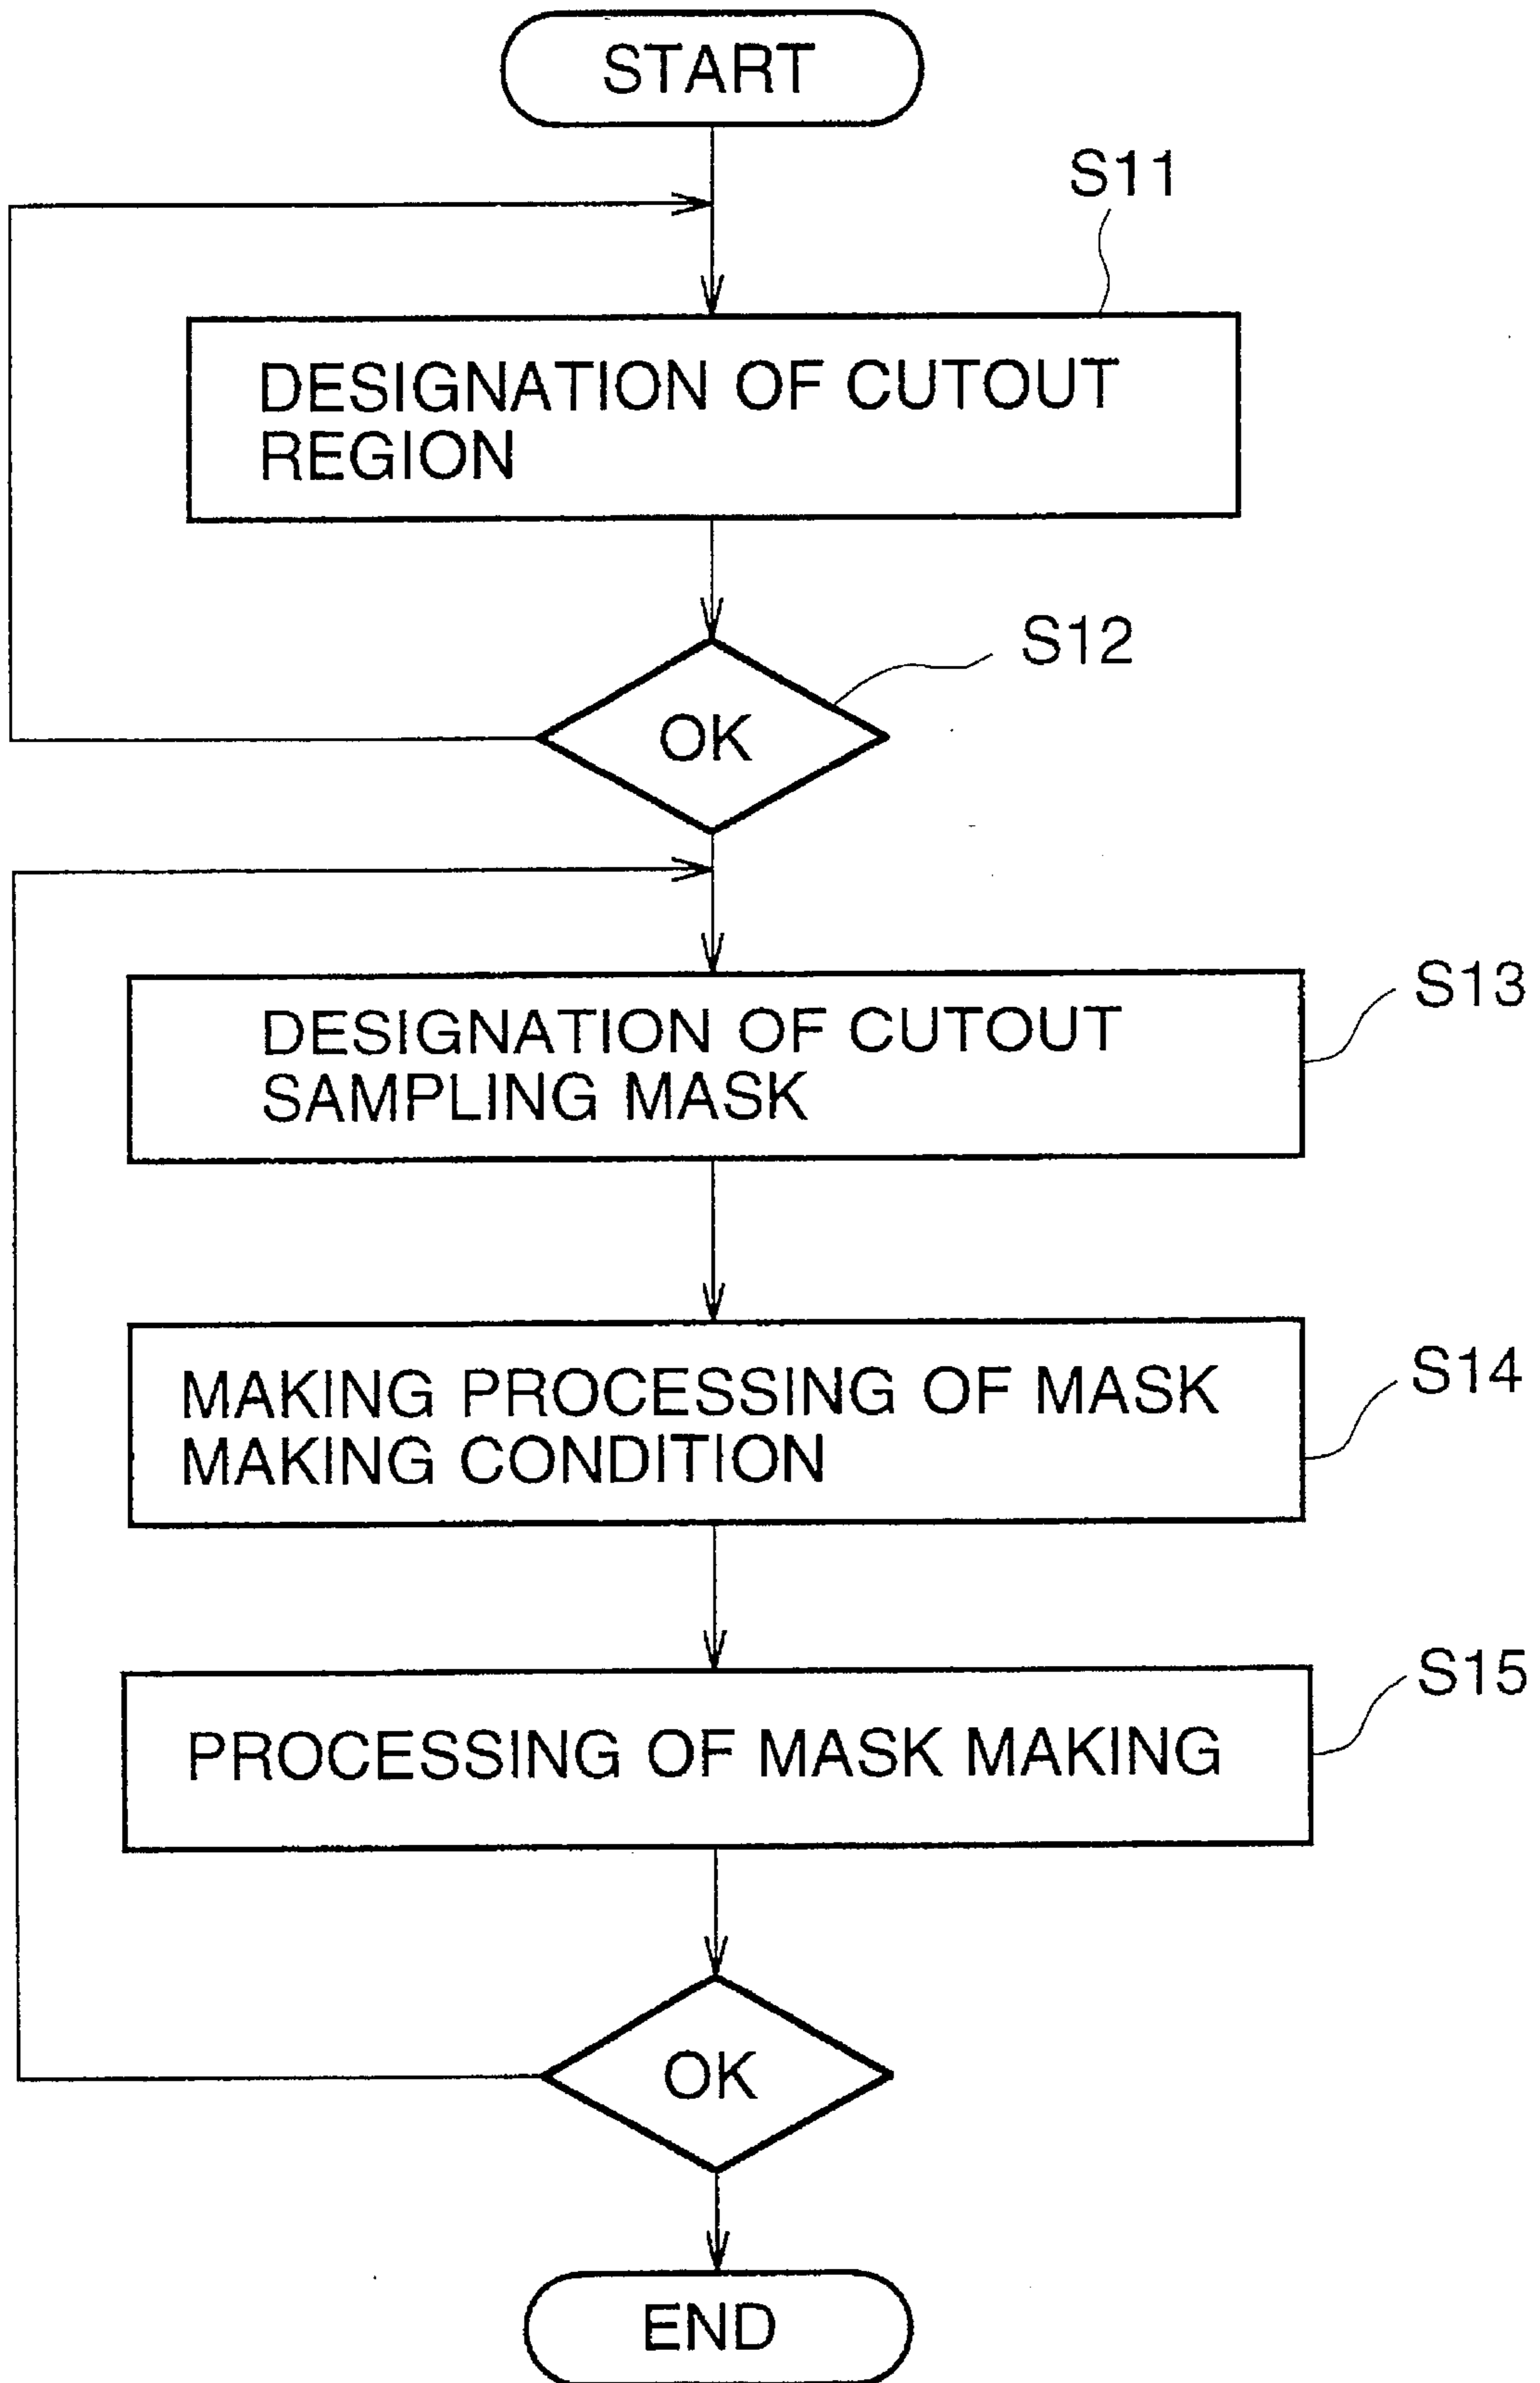 START
S11
DESIGNATION OF CUTOUT
REGION
S12
OK
S13
DESIGNATION OF CUTOUT
SAMPLING MASK
S14
MAKING PROCESSING OF MASK
MAKING CONDITION
S15
PROCESSING OF MASK MAKING
OK
END